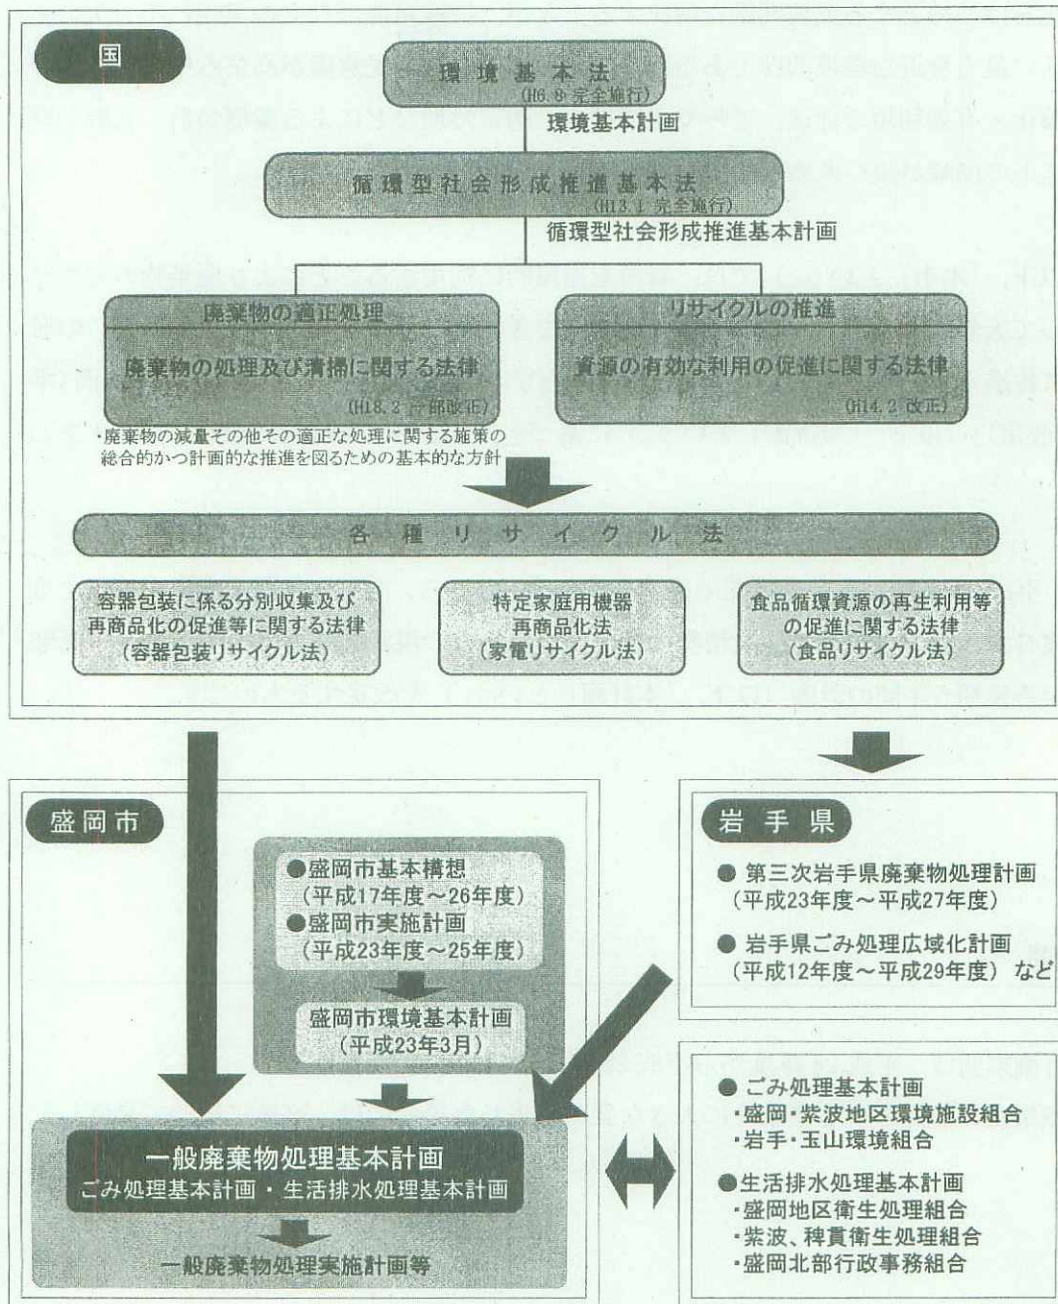 国
環境基本法
(H6.8 完全施行)
環境基本計画
循環型社会形成推進基本法
(H13.1 完全施行)
循環型社会形成推進基本計画
廃棄物の適正処理
廃棄物の処理及び清掃に関する法律
(H18.2 一部改正)
・廃棄物の減量その他その適正な処理に関する施策の
総合的かつ計画的な推進を図るための基本的な方針
リサイクルの推進
資源の有効な利用の促進に関する法律
(H14.2 改正)
各種リサイクル法
容器包装に係る分別収集及び
再商品化の促進等に関する法律
(容器包装リサイクル法)
特定家庭用機器
再商品化法
(家電リサイクル法)
食品循環資源の再生利用等
の促進に関する法律
(食品リサイクル法)
盛岡市
●盛岡市基本構想
(平成17年度～26年度)
●盛岡市実施計画
(平成23年度～25年度)
盛岡市環境基本計画
(平成23年3月)
一般廃棄物処理基本計画
ごみ処理基本計画・生活排水処理基本計画
一般廃棄物処理実施計画等
岩手県
● 第三次岩手県廃棄物処理計画
(平成23年度～平成27年度)
● 岩手県ごみ処理広域化計画
(平成12年度～平成29年度) など
● ごみ処理基本計画
・盛岡・紫波地区環境施設組合
・岩手・玉山環境組合
●生活排水処理基本計画
・盛岡地区衛生処理組合
・紫波、稗貫衛生処理組合
・盛岡北部行政事務組合